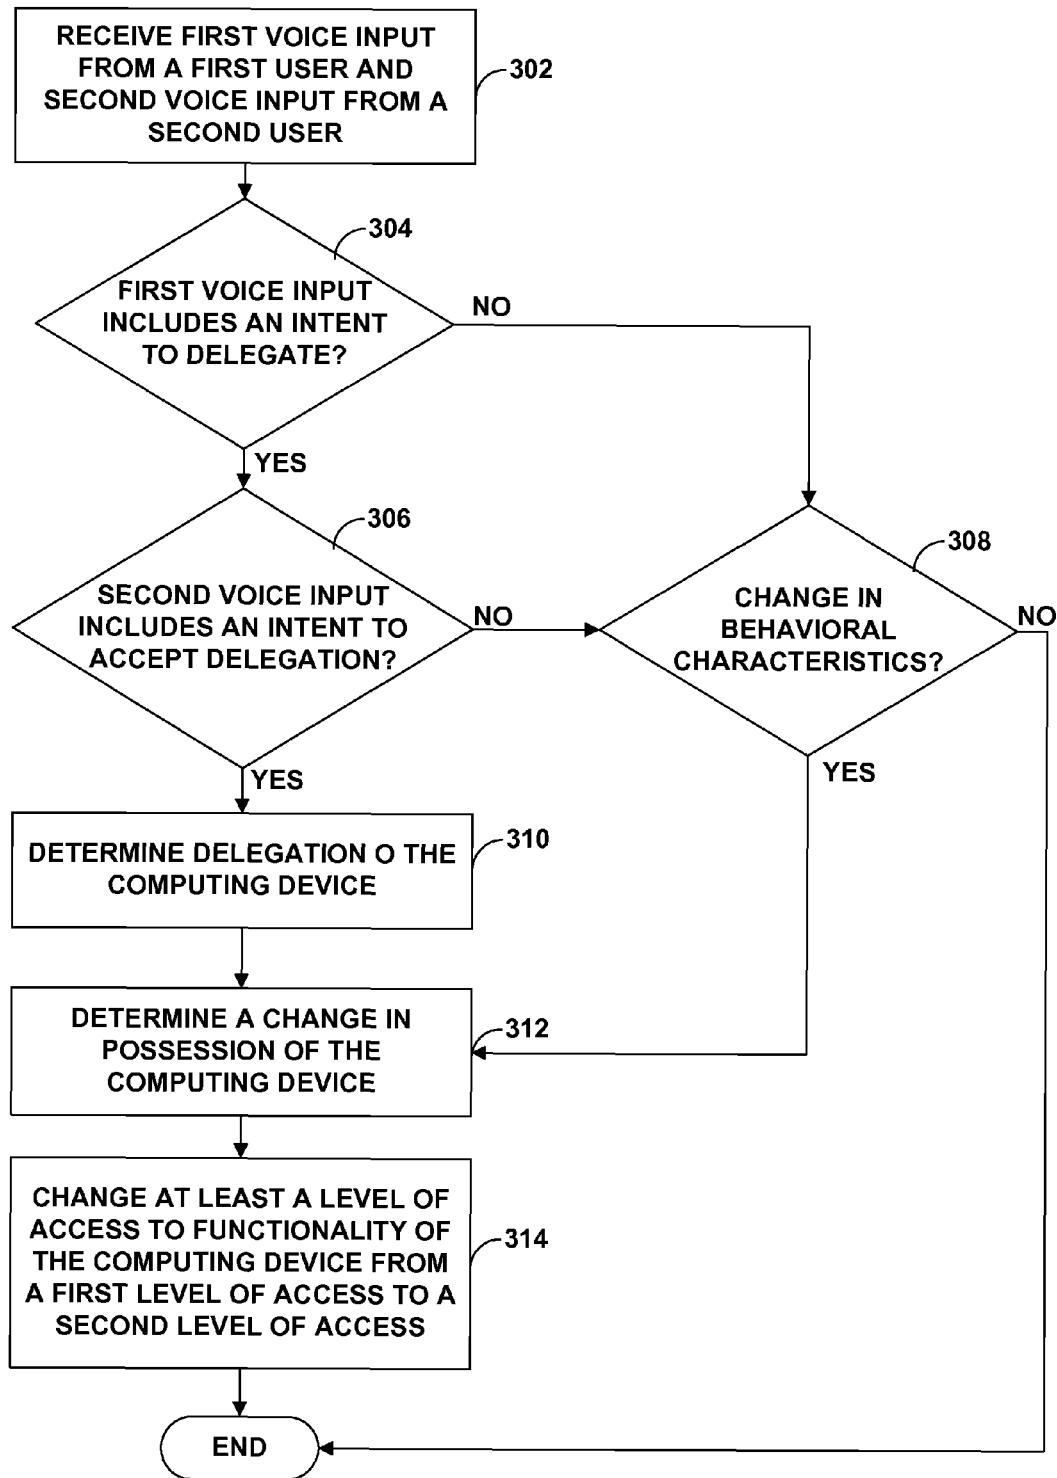 RECEIVE FIRST VOICE INPUT
FROM A FIRST USER AND
SECOND VOICE INPUT FROM A
SECOND USER
302
304
FIRST VOICE INPUT
INCLUDES AN INTENT
TO DELEGATE?
NO
YES
306
SECOND VOICE INPUT
INCLUDES AN INTENT TO
ACCEPT DELEGATION?
NO
308
CHANGE IN
BEHAVIORAL
CHARACTERISTICS?
NO
YES
YES
310
DETERMINE DELEGATION O THE
COMPUTING DEVICE
312
DETERMINE A CHANGE IN
POSSESSION OF THE
COMPUTING DEVICE
CHANGE AT LEAST A LEVEL OF
ACCESS TO FUNCTIONALITY OF
THE COMPUTING DEVICE FROM
A FIRST LEVEL OF ACCESS TO A
SECOND LEVEL OF ACCESS
314
END